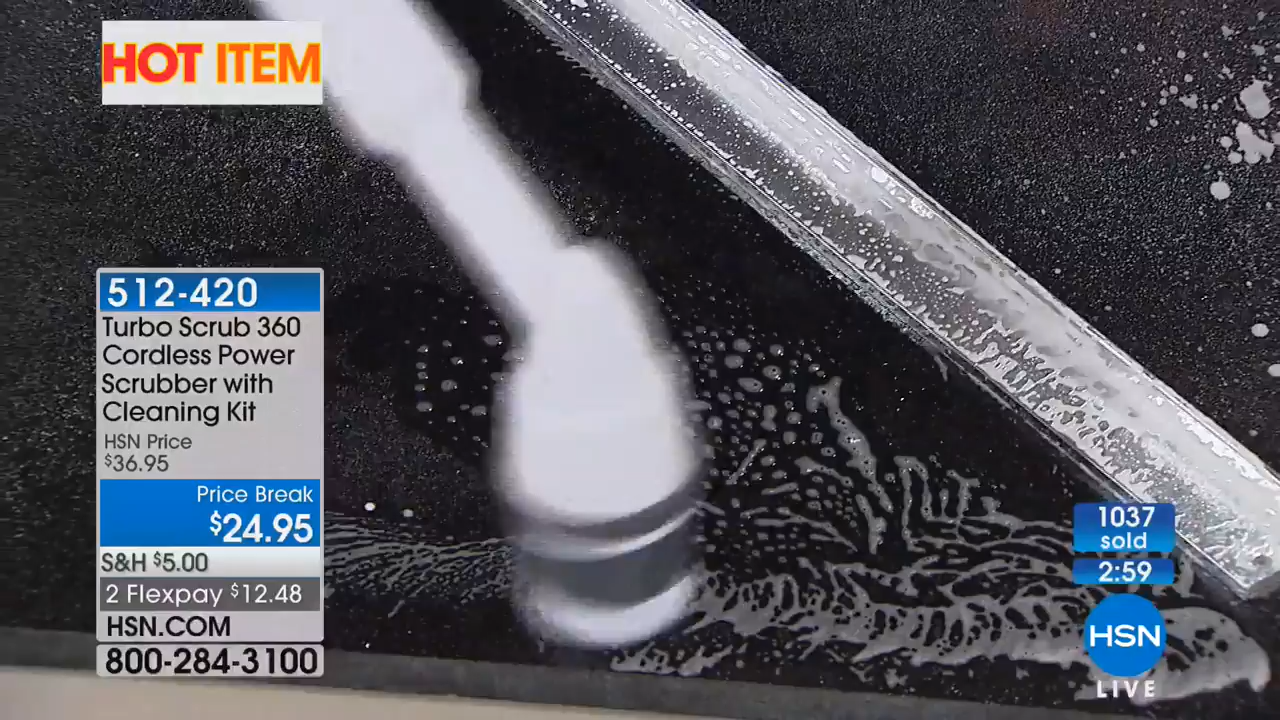 HOT ITEM
512-420
Turbo Scrub 360
Cordless Power
Scrubber with
Cleaning Kit
HSN Price
$36.95
Price Break
$24.95
S&H $5.00
2 Flexpay $12.48
HSN.COM
800-284-3100
1037
sold
2:59
HSN
LIVE